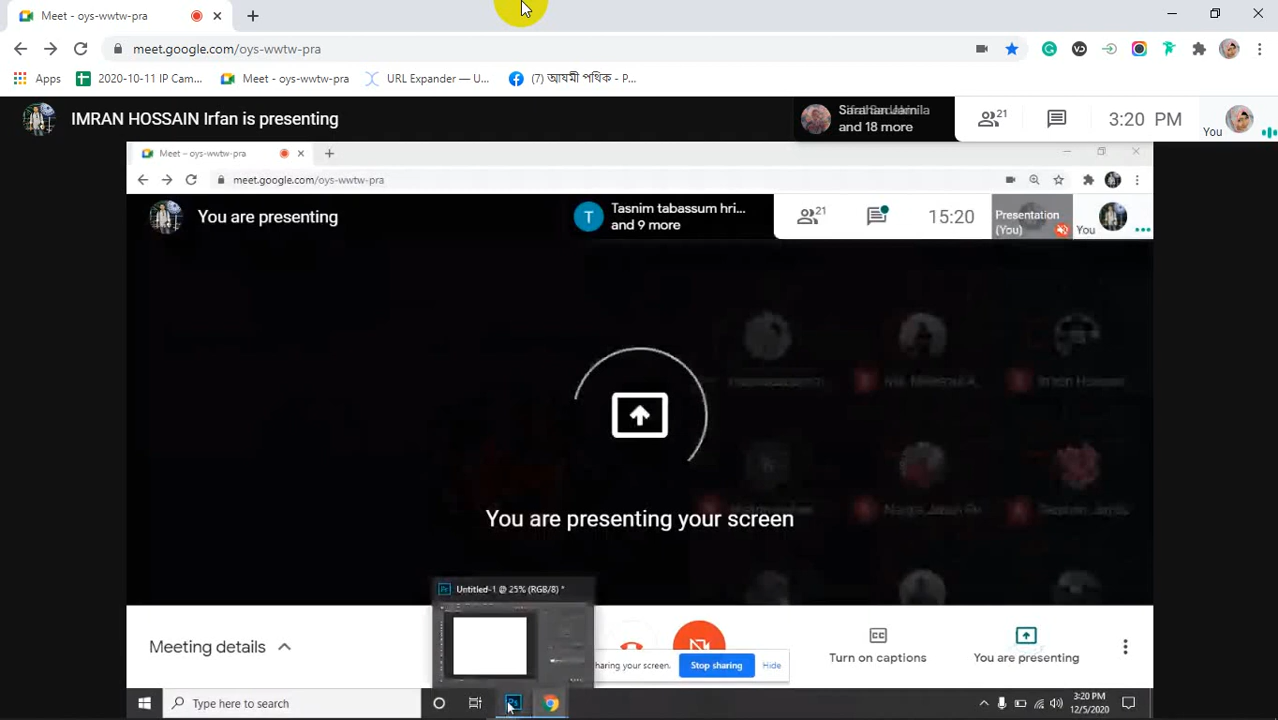 Meet - oys-wwtw-pra
meet.google.com/oys-wwtw-pra
Apps
2020-10-11 IP Cam...
Meet - oys-wwtw-pra
URL Expander — U...
(7) আযমী পথিক - P...
IMRAN HOSSAIN Irfan is presenting
and 18 more
21
3:20 PM
You
Meet – oys-wwtw-pra
meet.google.com/oys-wwtw-pra
You are presenting
Tasnim tabassum hri...
and 9 more
21
15:20
Presentation
(You)
You
You are presenting your screen
Untitled-1 @ 25% (RGB/8) *
Meeting details
haring your screen.
Stop sharing
Hide
Turn on captions
You are presenting
Type here to search
3:20 PM
12/5/2020